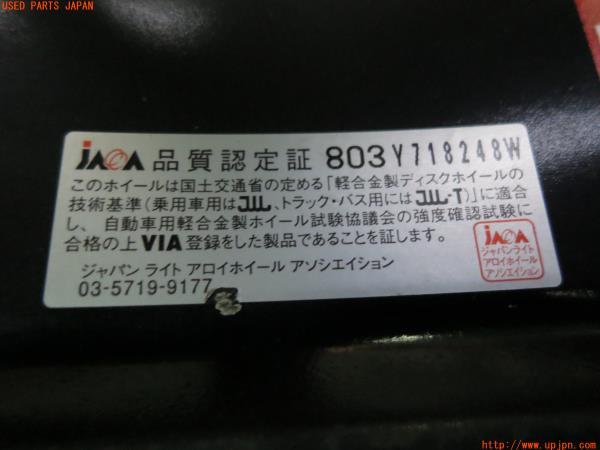 USED PARTS JAPAN
JAWA 品質認定証 803Y718248W
このホイールは国土交通省の定める「軽合金製ディスクホイールの
技術基準(乗用車用はJWL、トラック・バス用にはJWL-T)」に適合
し、自動車用軽合金製ホイール試験協議会の強度確認試験に
合格の上VIA登録をした製品であることを証します。
ジャパン ライト アロイホイール アソシエイション
03-5719-9177
JAWA
ジャパンライト
アロイホイール
アソシエイション
(C) https://www.upjpn.com/